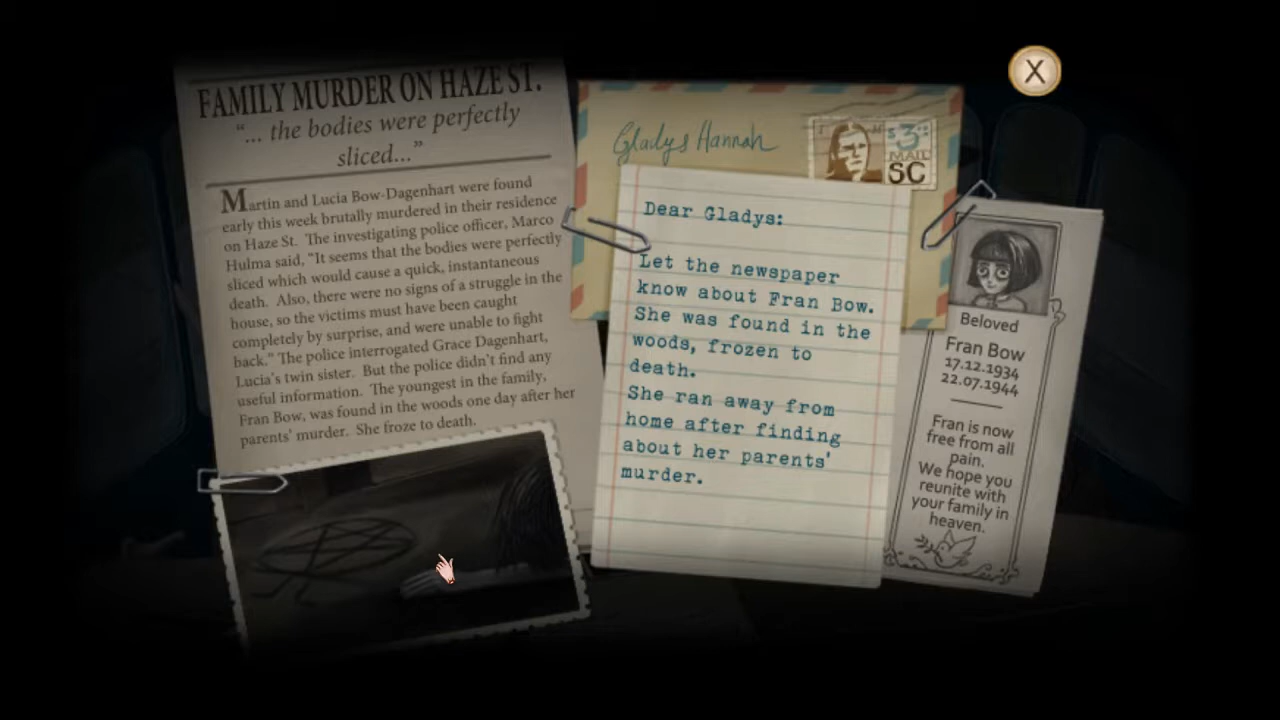 FAMILY MURDER ON HAZE ST.
"... the bodies were perfectly
sliced..."
Martin and Lucia Bow-Dagenhart were found
early this week brutally murdered in their residence
on Haze St. The investigating police officer, Marco
Hulma said, "It seems that the bodies were perfectly
sliced which would cause a quick, instantaneous
death. Also, there were no signs of a struggle in the
house, so the victims must have been caught
completely by surprise, and were unable to fight
back." The police interrogated Grace Dagenhart,
Lucia's twin sister. But the police didn't find any
useful information. The youngest in the family,
Fran Bow, was found in the woods one day after her
parents' murder. She froze to death.
Gladys Hannah
$3
MAIL
SC
Dear Gladys:
Let the newspaper
know about Fran Bow.
She was found in the
woods, frozen to
death.
She ran away from
home after finding
about her parents'
murder.
Beloved
Fran Bow
17.12.1934
22.07.1944
Fran is now
free from all
pain.
We hope you
reunite with
your family in
heaven.
X